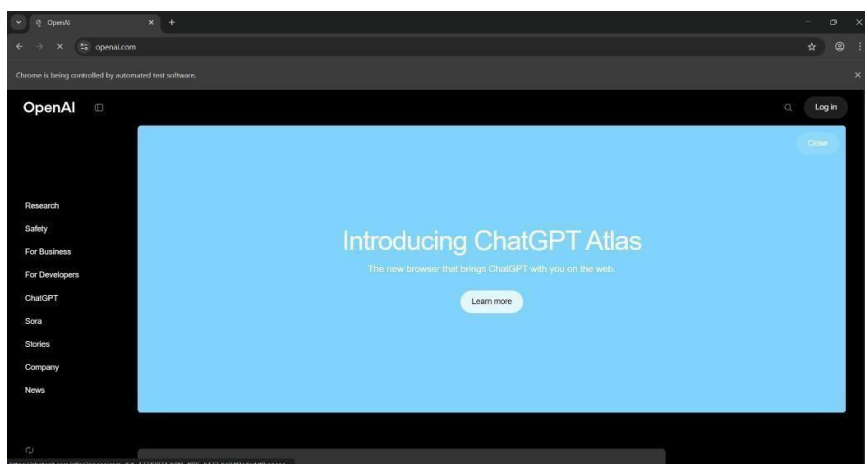 OpenAI
openai.com
Chrome is being controlled by automated test software.
OpenAI
Log in
Close
Research
Safety
For Business
For Developers
ChatGPT
Sora
Stories
Company
News
Introducing ChatGPT Atlas
The new browser that brings ChatGPT with you on the web.
Learn more